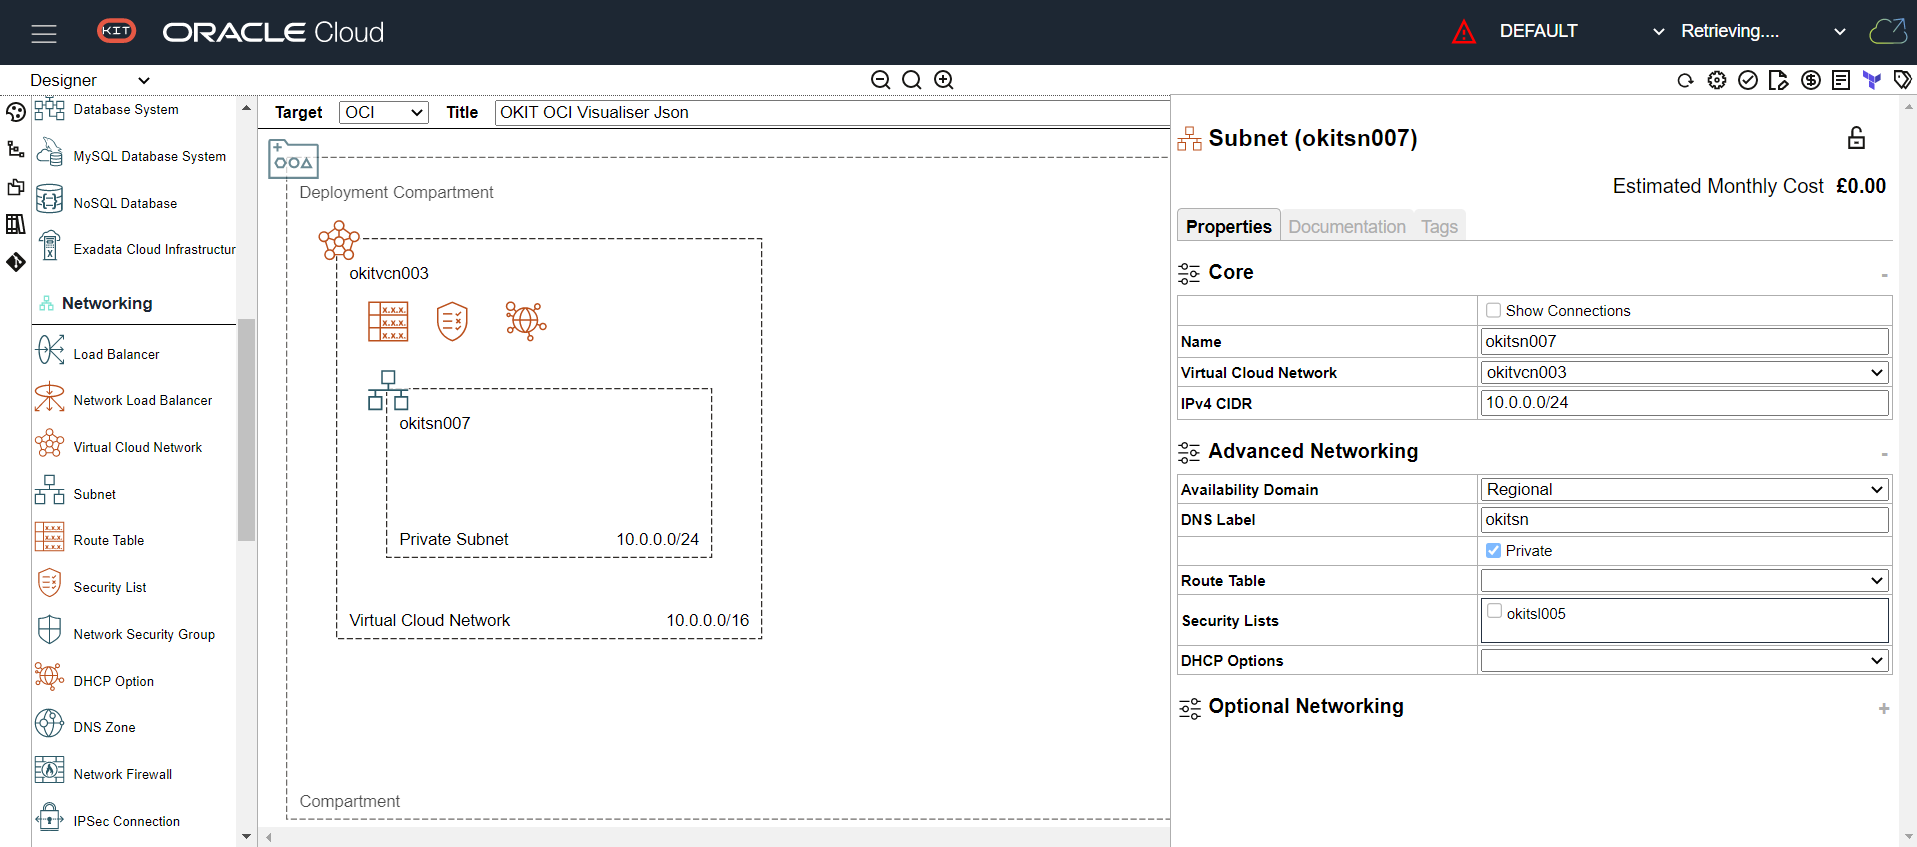 KIT ORACLE Cloud
DEFAULT
Retrieving....
Designer
Database System
MySQL Database System
NoSQL Database
X
Exadata Cloud Infrastructur
Networking
Load Balancer
Network Load Balancer
Virtual Cloud Network
Subnet
X.X.X.
X.X.X.
X.X.X.
Route Table
Security List
Network Security Group
DHCP Option
DNS Zone
Network Firewall
IPSec Connection
Target OCI Title OKIT OCI Visualiser Json
Deployment Compartment
okitvcn003
X.X.X.
X.X.X.
X.X.X.
okitsn007
Private Subnet 10.0.0.0/24
Virtual Cloud Network 10.0.0.0/16
Compartment
Subnet (okitsn007)
Estimated Monthly Cost £0.00
Properties Documentation Tags
Core -
Show Connections
Name okitsn007
Virtual Cloud Network okitvcn003
IPv4 CIDR 10.0.0.0/24
Advanced Networking -
Availability Domain Regional
DNS Label okitsn
Private
Route Table
Security Lists okitsl005
DHCP Options
Optional Networking +